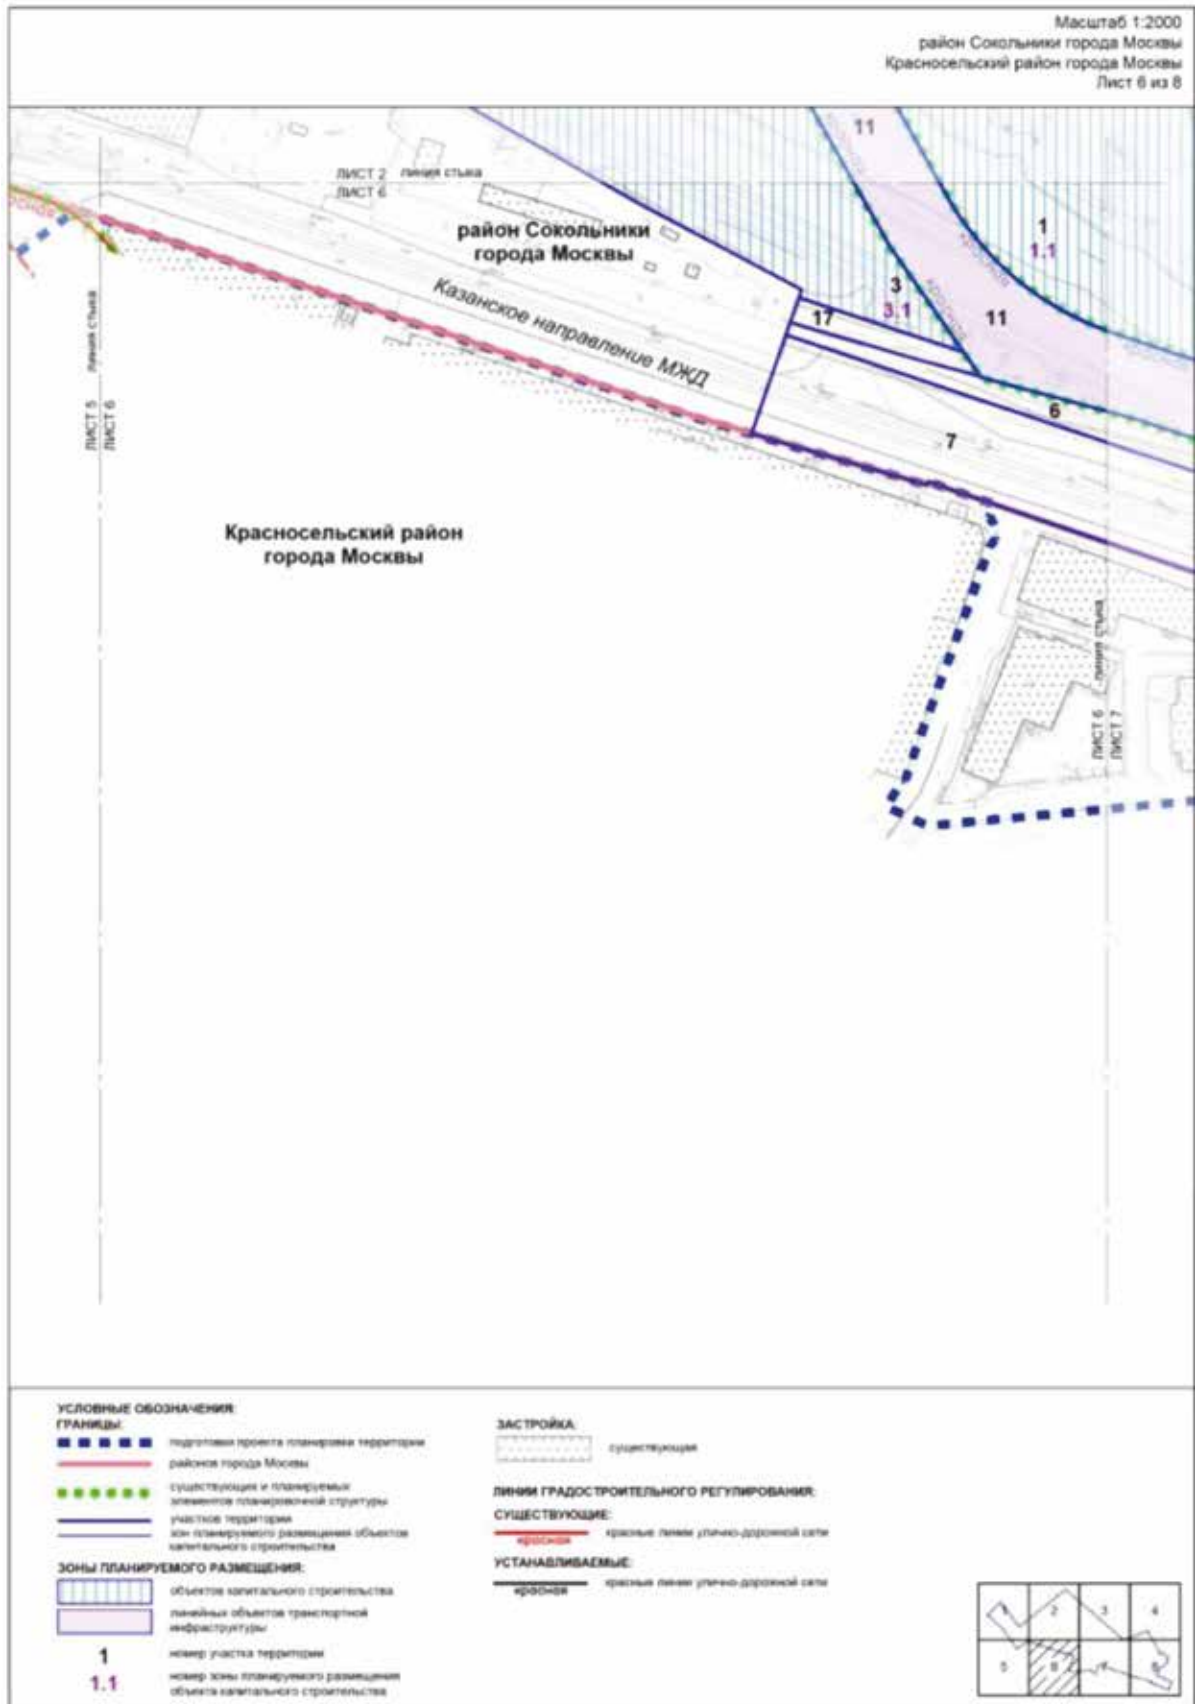 Масштаб 1:2000
район Сокольники города Москвы
Красносельский район города Москвы
Лист 6 из 8
11
ЛИСТ 2 линия стыка
ЛИСТ 6
район Сокольники
города Москвы
1
1.1
красная
красная
3
3.1
17
11
Казанское направление МЖД
6
7
линия стыка
ЛИСТ 5
ЛИСТ 6
Красносельский район
города Москвы
линия стыка
ЛИСТ 6
ЛИСТ 7
УСЛОВНЫЕ ОБОЗНАЧЕНИЯ:
ГРАНИЦЫ:
подготовки проекта планировки территории
районов города Москвы
существующих и планируемых
элементов планировочной структуры
участков территории
зон планируемого размещения объектов
капитального строительства
ЗОНЫ ПЛАНИРУЕМОГО РАЗМЕЩЕНИЯ:
объектов капитального строительства
линейных объектов транспортной
инфраструктуры
1 номер участка территории
1.1 номер зоны планируемого размещения
объекта капитального строительства
ЗАСТРОЙКА:
существующая
ЛИНИИ ГРАДОСТРОИТЕЛЬНОГО РЕГУЛИРОВАНИЯ:
СУЩЕСТВУЮЩИЕ:
красная красные линии улично-дорожной сети
УСТАНАВЛИВАЕМЫЕ:
красная красные линии улично-дорожной сети
1 2 3 4
5 6 7 8